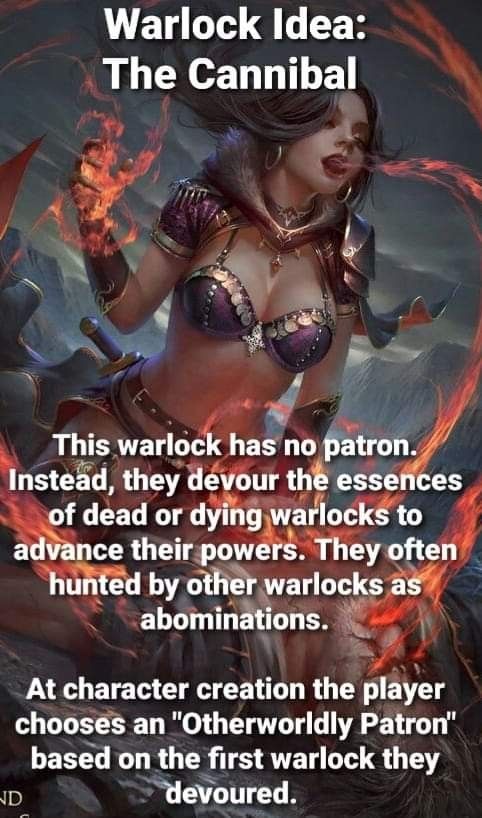 Warlock Idea:
The Cannibal
This warlock has no patron.
Instead, they devour the essences
of dead or dying warlocks to
advance their powers. They often
hunted by other warlocks as
abominations.
At character creation the player
chooses an "Otherworldly Patron"
based on the first warlock they
devoured.